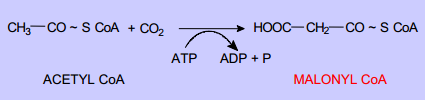 CH3—CO ~ S CoA + CO2 HOOC—CH2—CO ~ S CoA
ATP ADP + P
ACETYL CoA MALONYL CoA